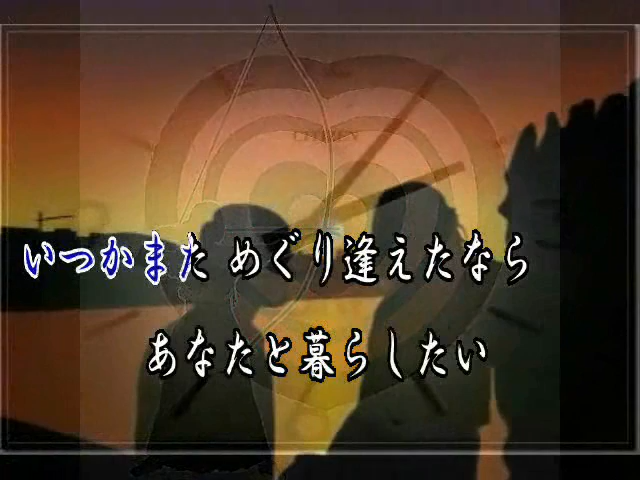 いつかまた めぐり逢えたなら
あなたと暮らしたい